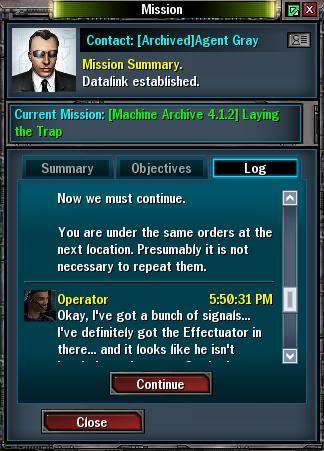 Mission
Contact: [Archived]Agent Gray
Mission Summary.
Datalink established.
Current Mission: [Machine Archive 4.1.2] Laying
the Trap
Summary
Objectives
Log
Now we must continue.
You are under the same orders at the
next location. Presumably it is not
necessary to repeat them.
Operator 5:50:31 PM
Okay, I've got a bunch of signals...
I've definitely got the Effectuator in
there... and it looks like he isn't
Continue
Close